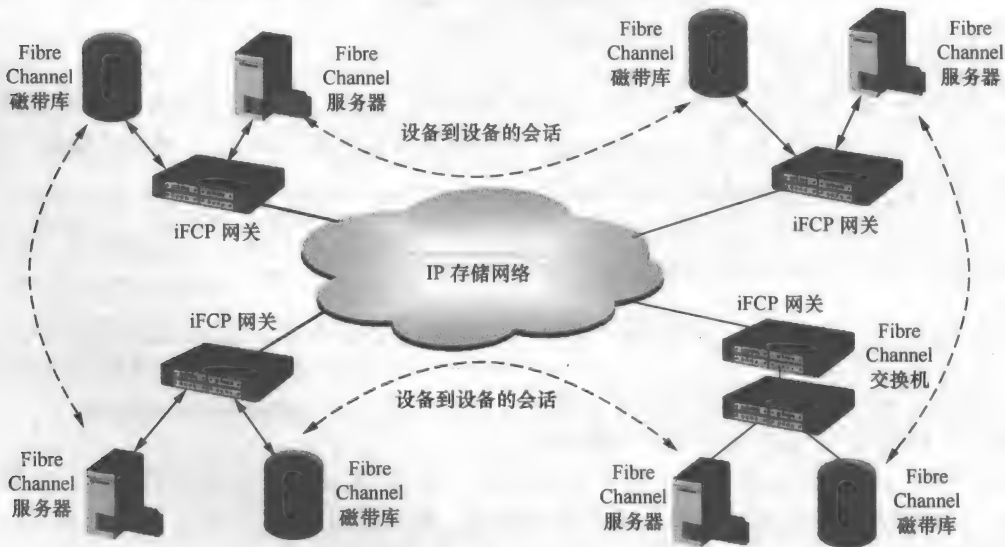 Fibre
Channel
磁带库
Fibre
Channel
服务器
Fibre
Channel
磁带库
Fibre
Channel
服务器
设备到设备的会话
iFCP 网关
iFCP 网关
IP 存储网络
iFCP 网关
iFCP 网关
Fibre
Channel
交换机
设备到设备的会话
Fibre
Channel
服务器
Fibre
Channel
磁带库
Fibre
Channel
服务器
Fibre
Channel
磁带库